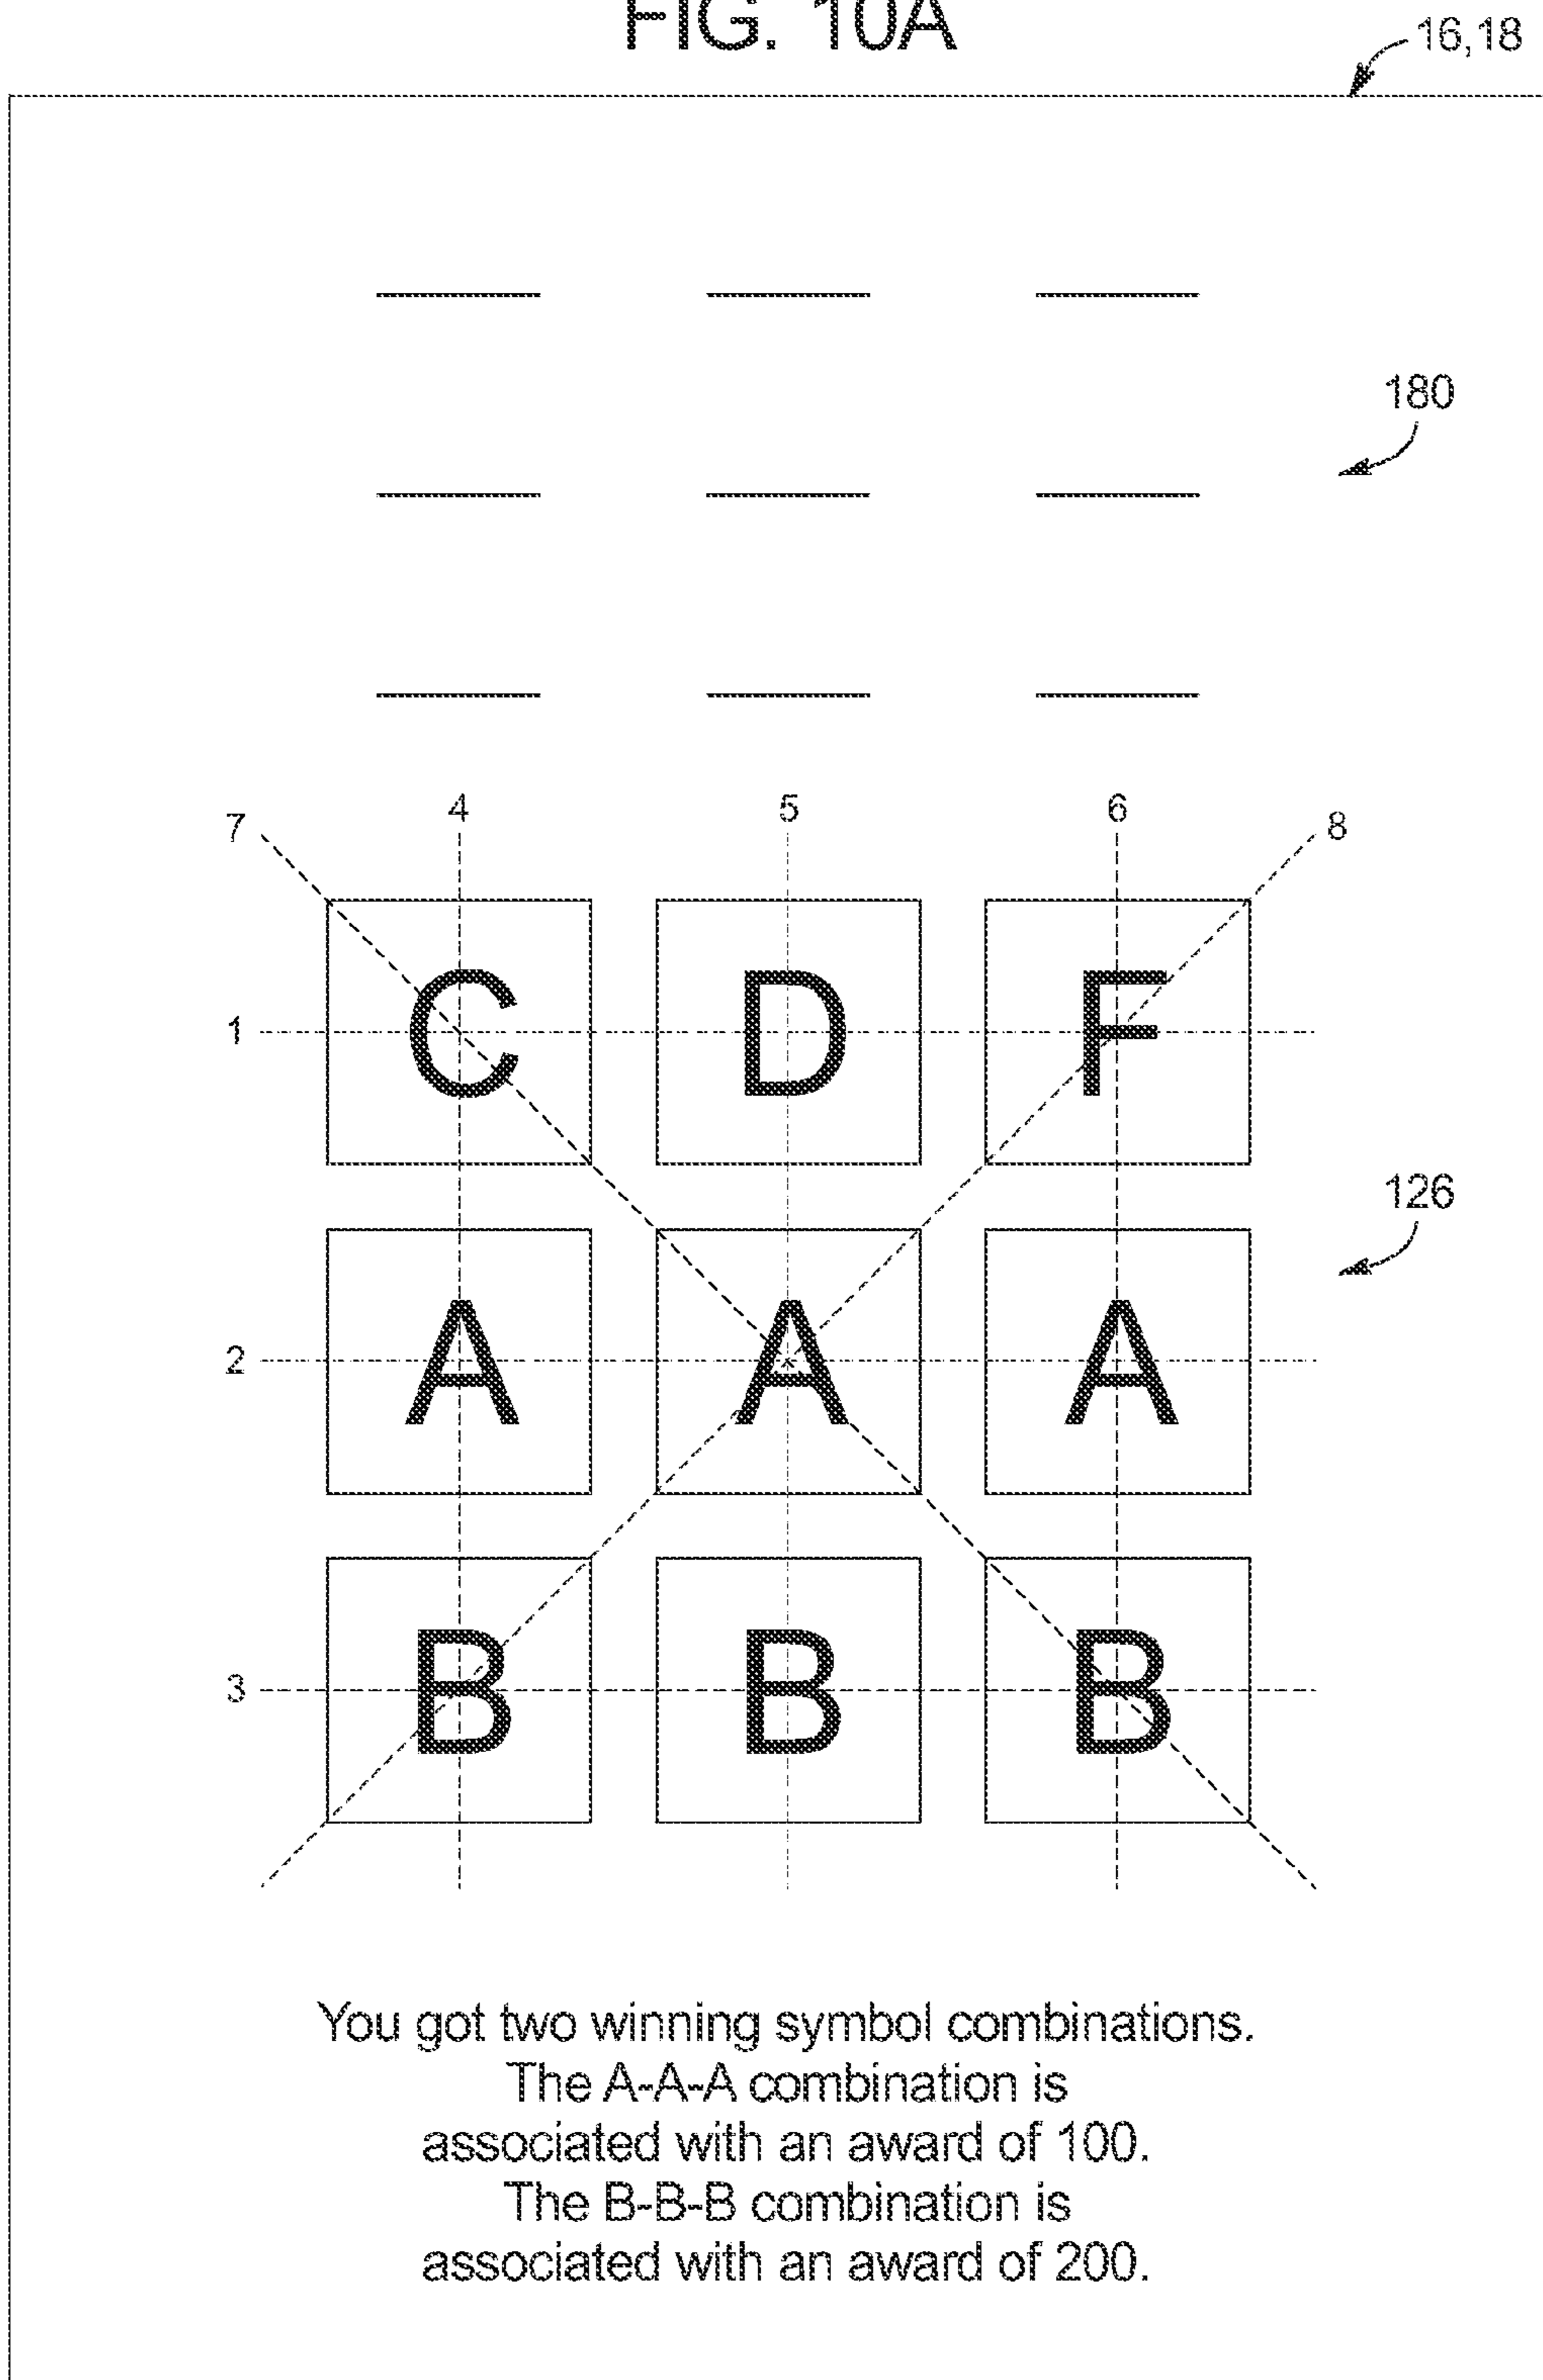 FIG. 10A
16,18
180
4 5 6
7 8
1 C D F
126
2 A A A
3 B B B
You got two winning symbol combinations.
The A-A-A combination is
associated with an award of 100.
The B-B-B combination is
associated with an award of 200.